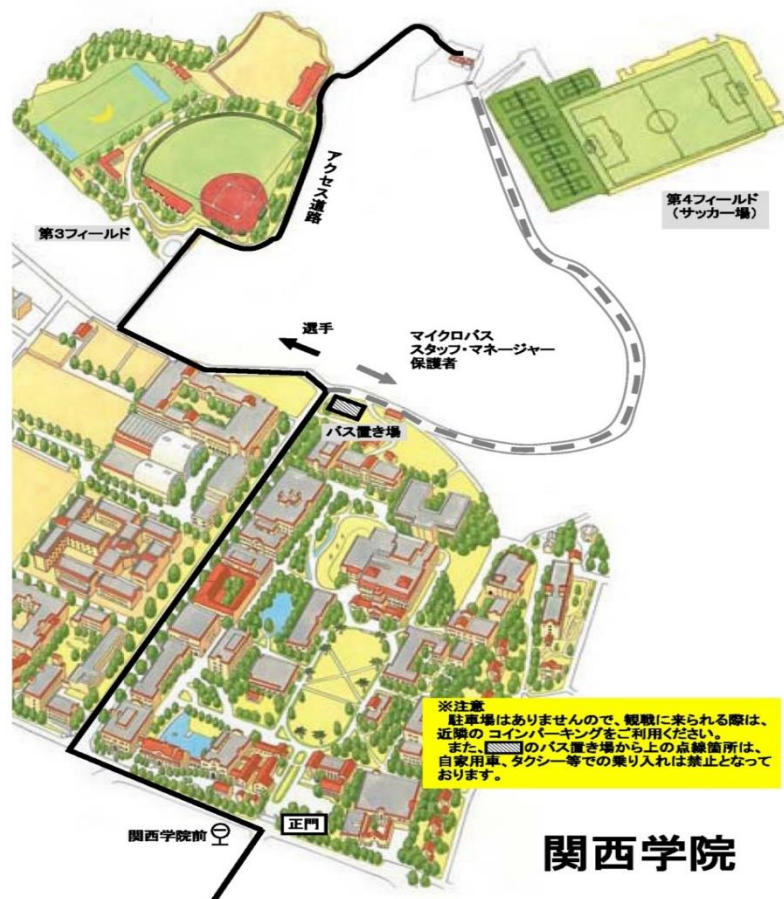 アクセス道路
第3フィールド
第4フィールド
（サッカー場）
選手
マイクロバス
スタッフ・マネージャー
保護者
バス置き場
※注意
駐車場はありませんので、観戦に来られる際は、
近隣の コインパーキングをご利用ください。
また、のバス置き場から上の点線箇所は、
自家用車、タクシー等での乗り入れは禁止となって
おります。
正門
関西学院前
関西学院